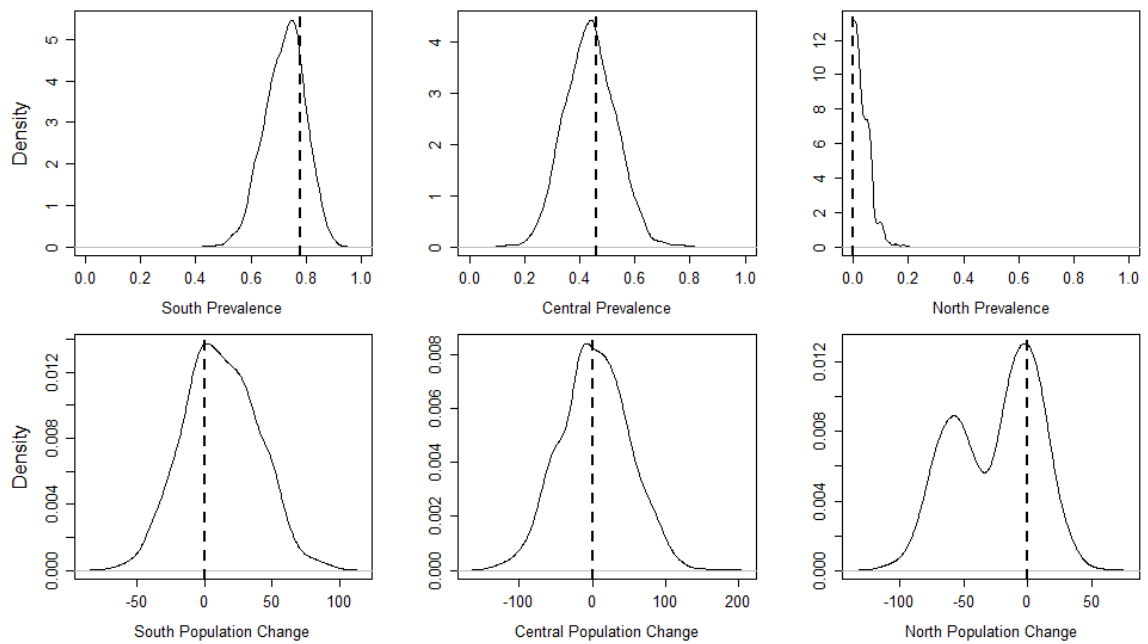 Density
0 1 2 3 4 5
0.0 0.2 0.4 0.6 0.8 1.0
South Prevalence
0 1 2 3 4
0.0 0.2 0.4 0.6 0.8 1.0
Central Prevalence
0 2 4 6 8 10 12
0.0 0.2 0.4 0.6 0.8 1.0
North Prevalence
Density
0.000 0.004 0.008 0.012
-50 0 50 100
South Population Change
0.000 0.002 0.004 0.006 0.008
-100 0 100 200
Central Population Change
0.000 0.004 0.008 0.012
-100 -50 0 50
North Population Change